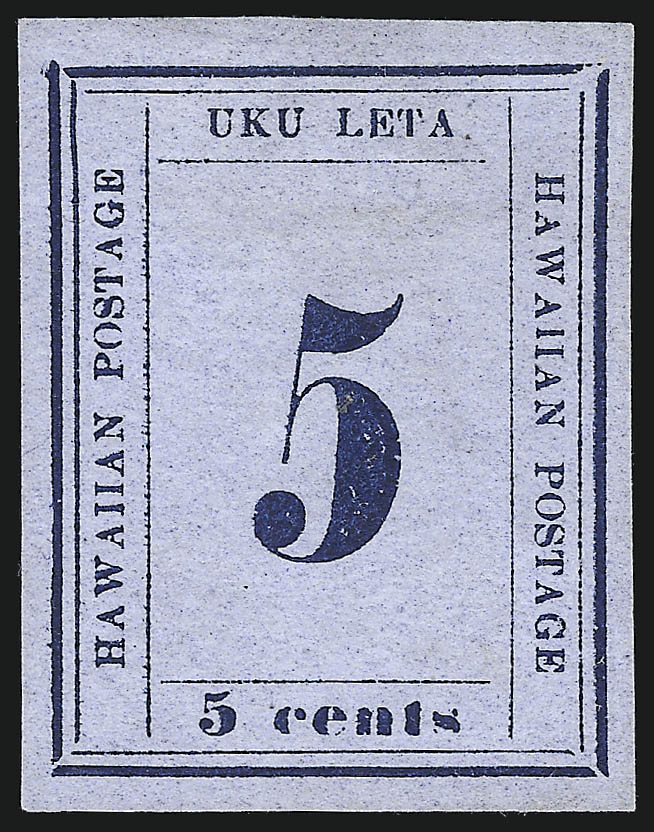 UKU LETA
HAWAIIAN POSTAGE
5
HAWAIIAN POSTAGE
5 cents